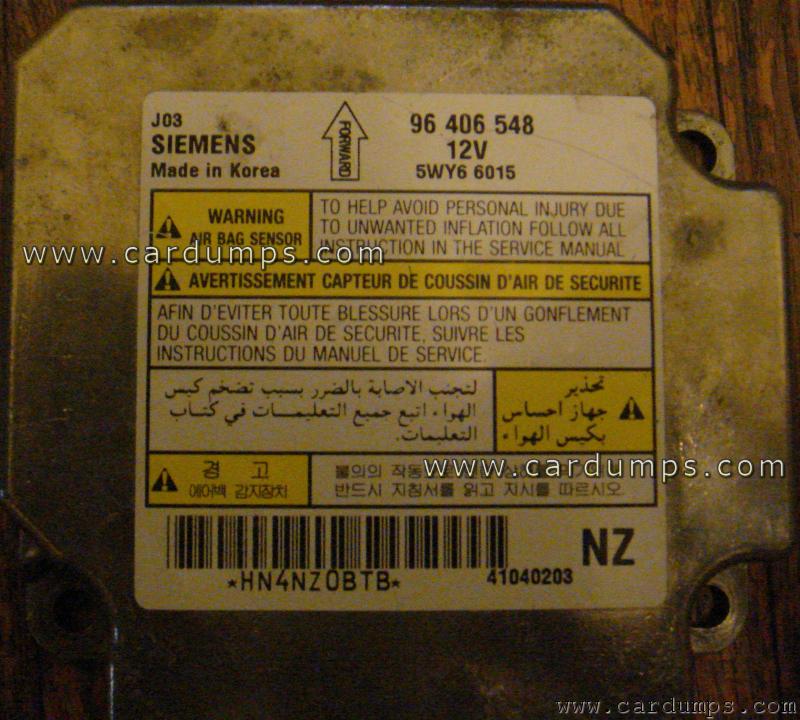 J03
SIEMENS
Made in Korea
FORWARD
96 406 548
12V
5WY6 6015
WARNING
AIR BAG SENSOR
TO HELP AVOID PERSONAL INJURY DUE
TO UNWANTED INFLATION FOLLOW ALL
INSTRUCTION IN THE SERVICE MANUAL
www.cardumps.com
AVERTISSEMENT CAPTEUR DE COUSSIN D'AIR DE SECURITE
AFIN D'EVITER TOUTE BLESSURE LORS D'UN GONFLEMENT
DU COUSSIN D'AIR DE SECURITE, SUIVRE LES
INSTRUCTIONS DU MANUEL DE SERVICE.
تحذير
جهاز احساس
بكيس الهواء
لتجنب الاصابة بالضرر بسبب تضخم كيس
الهواء اتبع جميع التعليمات في كتاب
التعليمات.
경 고
에어백 감지장치
불의의 작동
www.cardumps.com
반드시 지침서를 읽고 지시를 따르시오.
*HN4NZ0BTB*
41040203
NZ
www.cardumps.com